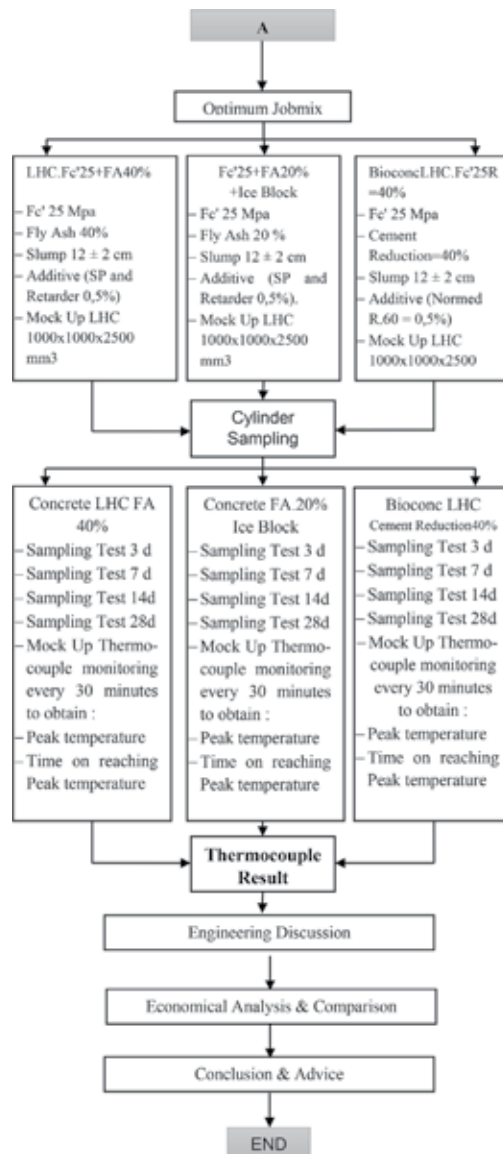 A
Optimum Jobmix
LHC.Fc'25+FA40%
– Fc' 25 Mpa
– Fly Ash 40%
– Slump 12 ± 2 cm
– Additive (SP and
Retarder 0,5%)
– Mock Up LHC
1000x1000x2500
mm3
Fc'25+FA20%
+Ice Block
– Fc' 25 Mpa
– Fly Ash 20 %
– Slump 12 ± 2 cm
– Additive (SP and
Retarder 0,5%).
– Mock Up LHC
1000x1000x2500
mm3
BioconcLHC.Fc'25R
=40%
– Fc' 25 Mpa
– Cement
Reduction=40%
– Slump 12 ± 2 cm
– Additive (Normed
R.60 = 0,5%)
– Mock Up LHC
1000x1000x2500
Cylinder
Sampling
Concrete LHC FA
40%
– Sampling Test 3 d
– Sampling Test 7 d
– Sampling Test 14d
– Sampling Test 28d
– Mock Up Thermo-
couple monitoring
every 30 minutes
to obtain :
– Peak temperature
– Time on reaching
Peak temperature
Concrete FA.20%
Ice Block
– Sampling Test 3 d
– Sampling Test 7 d
– Sampling Test 14d
– Sampling Test 28d
– Mock Up Thermo-
couple monitoring
every 30 minutes
to obtain :
– Peak temperature
– Time on reaching
Peak temperature
Bioconc LHC
Cement Reduction40%
– Sampling Test 3 d
– Sampling Test 7 d
– Sampling Test 14d
– Sampling Test 28d
– Mock Up Thermo-
couple monitoring
every 30 minutes
to obtain :
– Peak temperature
– Time on reaching
Peak temperature
Thermocouple
Result
Engineering Discussion
Economical Analysis & Comparison
Conclusion & Advice
END